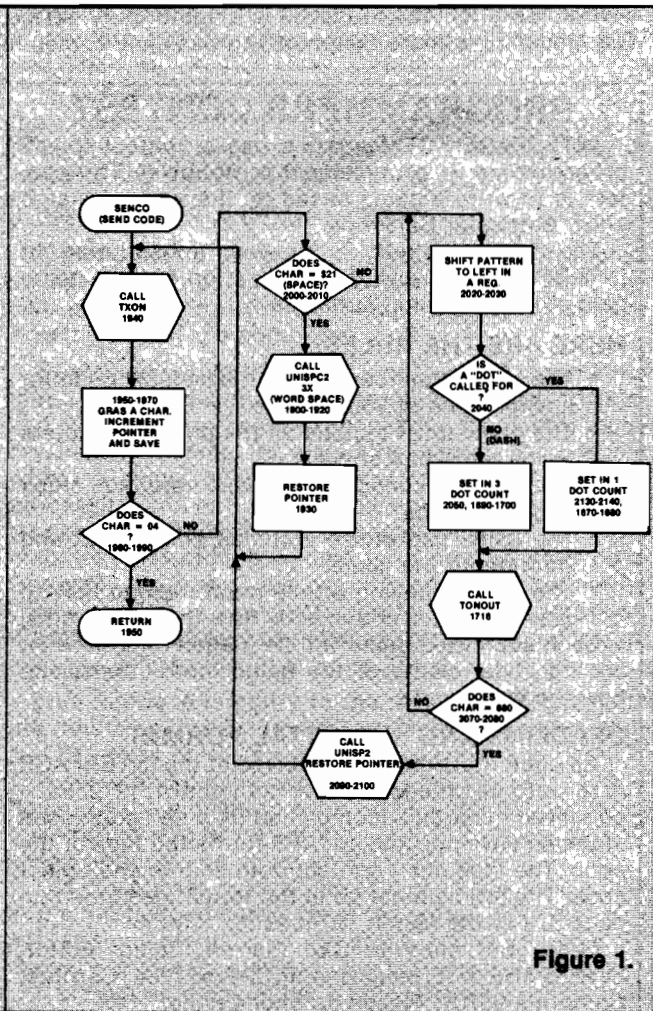 SENCO
(SEND CODE)
CALL
TXON
1940
1950-1970
GRAS A CHAR.
INCREMENT
POINTER
AND SAVE
DOES
CHAR = 04
?
1980-1990
NO
YES
RETURN
1950
DOES
CHAR = $21
(SPACE)?
2000-2010
NO
YES
CALL
UNISPC2
3X
(WORD SPACE)
1900-1920
RESTORE
POINTER
1930
SHIFT PATTERN
TO LEFT IN
A REG.
2020-2030
IS
A "DOT"
CALLED FOR
?
2040
YES
NO
(DASH)
SET IN 3
DOT COUNT
2050, 1690-1700
SET IN 1
DOT COUNT
2130-2140,
1670-1680
CALL
TONOUT
1718
DOES
CHAR = $80
3070-2080
?
NO
YES
CALL
UNISP2
RESTORE POINTER
2090-2100
Figure 1.